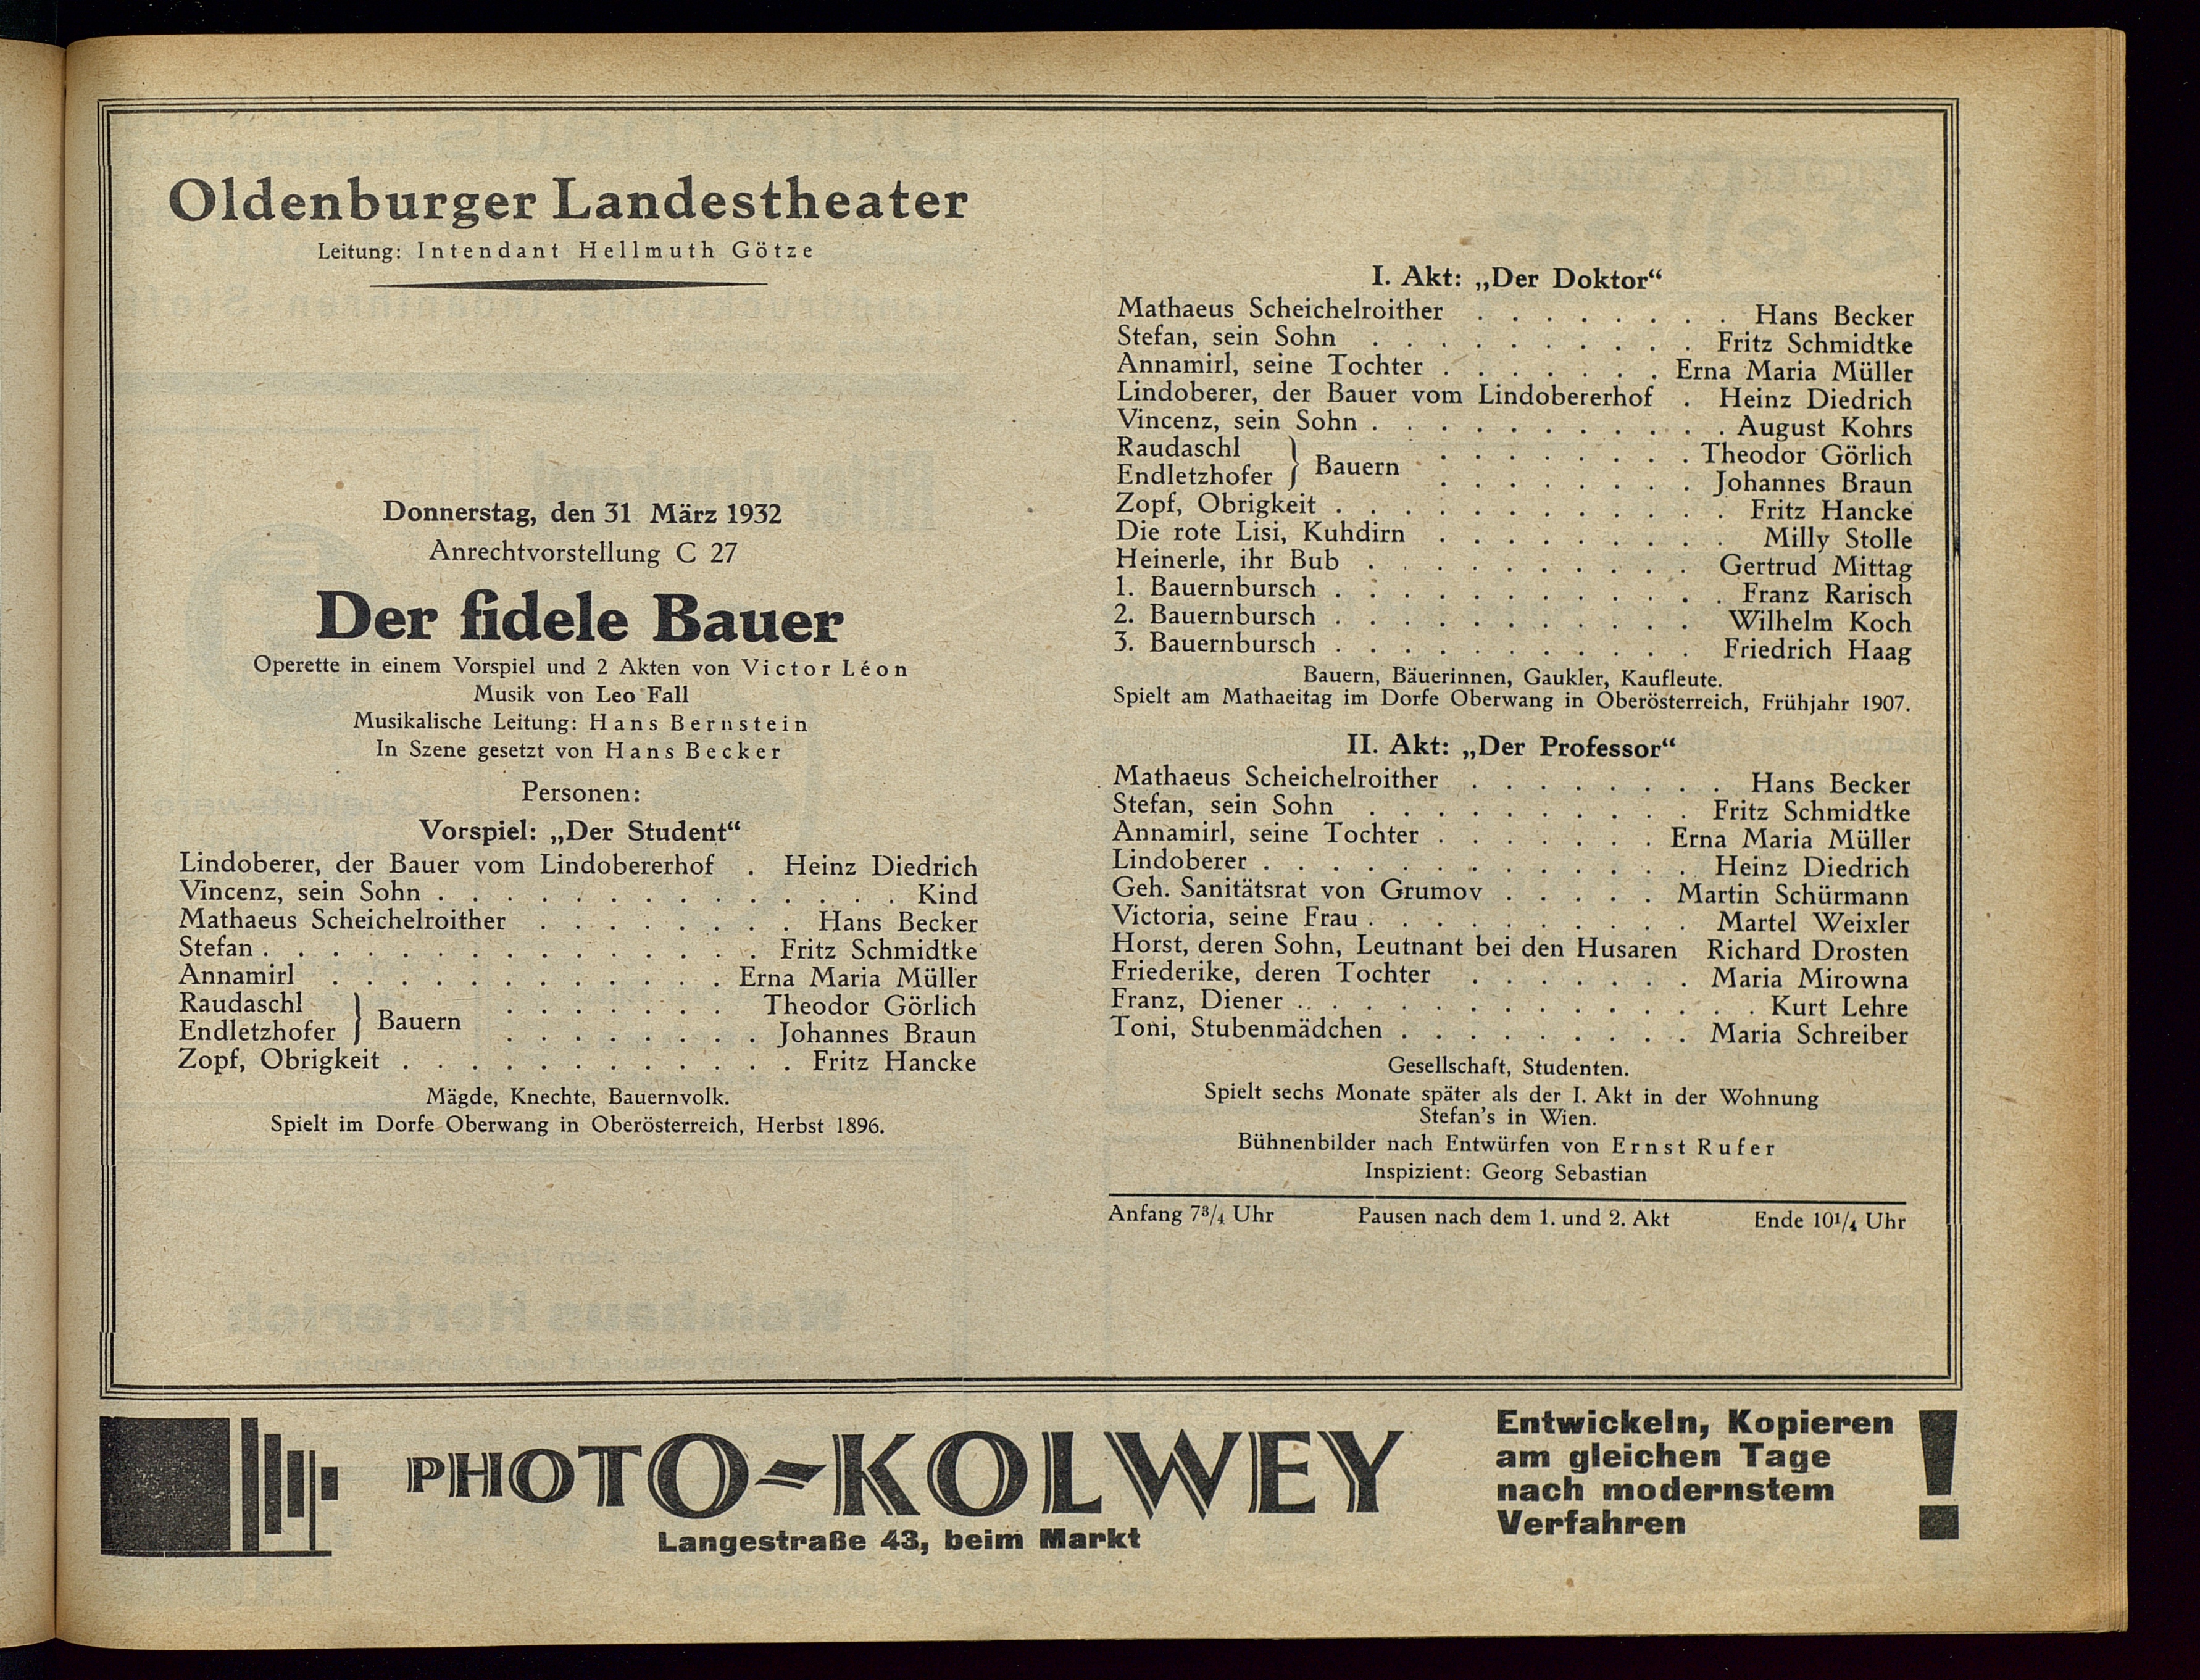 Oldenburger Landestheater
Leitung: Intendant Hellmuth Götze
Donnerstag, den 31 März 1932
Anrechtvorstellung C 27
Der fidele Bauer
Operette in einem Vorspiel und 2 Akten von Victor Léon
Musik von Leo Fall
Musikalische Leitung: Hans Bernstein
In Szene gesetzt von Hans Becker
Personen:
Vorspiel: „Der Student“
Lindoberer, der Bauer vom Lindobererhof . Heinz Diedrich
Vincenz, sein Sohn . . . . . . . . . . . . . . Kind
Mathaeus Scheichelroither . . . . . . . . Hans Becker
Stefan . . . . . . . . . . . . . . . Fritz Schmidtke
Annamirl . . . . . . . . . . . . Erna Maria Müller
Raudaschl } Bauern . . . . . . . Theodor Görlich
Endletzhofer } Bauern . . . . . . . . Johannes Braun
Zopf, Obrigkeit . . . . . . . . . . . . Fritz Hancke
Mägde, Knechte, Bauernvolk.
Spielt im Dorfe Oberwang in Oberösterreich, Herbst 1896.
I. Akt: „Der Doktor“
Mathaeus Scheichelroither . . . . . . . . Hans Becker
Stefan, sein Sohn . . . . . . . . . . Fritz Schmidtke
Annamirl, seine Tochter . . . . . . . Erna Maria Müller
Lindoberer, der Bauer vom Lindobererhof . Heinz Diedrich
Vincenz, sein Sohn . . . . . . . . . . . August Kohrs
Raudaschl } Bauern . . . . . . . . Theodor Görlich
Endletzhofer } Bauern . . . . . . . . Johannes Braun
Zopf, Obrigkeit . . . . . . . . . . . . Fritz Hancke
Die rote Lisi, Kuhdirn . . . . . . . . . Milly Stolle
Heinerle, ihr Bub . . . . . . . . . . Gertrud Mittag
1. Bauernbursch . . . . . . . . . . . . Franz Rarisch
2. Bauernbursch . . . . . . . . . . . Wilhelm Koch
3. Bauernbursch . . . . . . . . . . . Friedrich Haag
Bauern, Bäuerinnen, Gaukler, Kaufleute.
Spielt am Mathaeitag im Dorfe Oberwang in Oberösterreich, Frühjahr 1907.
II. Akt: „Der Professor“
Mathaeus Scheichelroither . . . . . . . . Hans Becker
Stefan, sein Sohn . . . . . . . . . . Fritz Schmidtke
Annamirl, seine Tochter . . . . . . . Erna Maria Müller
Lindoberer . . . . . . . . . . . . . Heinz Diedrich
Geh. Sanitätsrat von Grumov . . . . . Martin Schürmann
Victoria, seine Frau . . . . . . . . . . Martel Weixler
Horst, deren Sohn, Leutnant bei den Husaren Richard Drosten
Friederike, deren Tochter . . . . . . . Maria Mirowna
Franz, Diener . . . . . . . . . . . . . . Kurt Lehre
Toni, Stubenmädchen . . . . . . . . . Maria Schreiber
Gesellschaft, Studenten.
Spielt sechs Monate später als der I. Akt in der Wohnung
Stefan's in Wien.
Bühnenbilder nach Entwürfen von Ernst Rufer
Inspizient: Georg Sebastian
Anfang 7¾ Uhr Pausen nach dem 1. und 2. Akt Ende 10¼ Uhr
PHOTO-KOLWEY
Langestraße 43, beim Markt
Entwickeln, Kopieren
am gleichen Tage
nach modernstem
Verfahren !